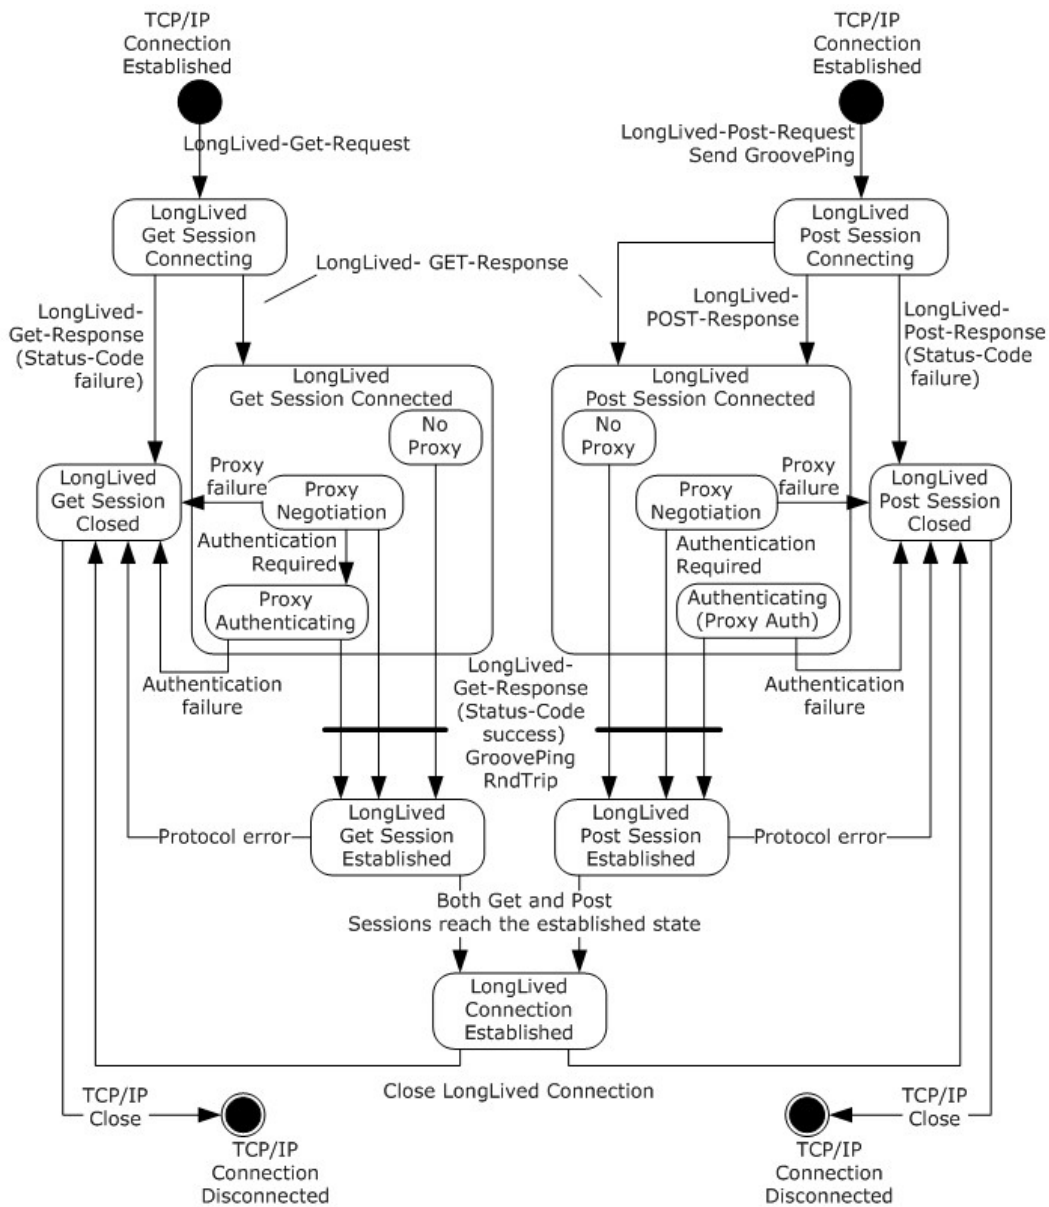 TCP/IP
Connection
Established
TCP/IP
Connection
Established
LongLived-Get-Request
LongLived-Post-Request
Send GroovePing
LongLived
Get Session
Connecting
LongLived
Post Session
Connecting
LongLived- GET-Response
LongLived-
Get-Response
(Status-Code
failure)
LongLived-
POST-Response
LongLived-
Post-Response
(Status-Code
failure)
LongLived
Get Session Connected
No
Proxy
LongLived
Post Session Connected
No
Proxy
LongLived
Get Session
Closed
Proxy
failure
Proxy
Negotiation
Authentication
Required
Proxy
Authenticating
Proxy
Negotiation
Proxy
failure
LongLived
Post Session
Closed
Authentication
Required
Authenticating
(Proxy Auth)
Authentication
failure
LongLived-
Get-Response
(Status-Code
success)
GroovePing
RndTrip
Authentication
failure
LongLived
Get Session
Established
LongLived
Post Session
Established
Protocol error
Protocol error
Both Get and Post
Sessions reach the established state
LongLived
Connection
Established
Close LongLived Connection
TCP/IP
Close
TCP/IP
Close
TCP/IP
Connection
Disconnected
TCP/IP
Connection
Disconnected